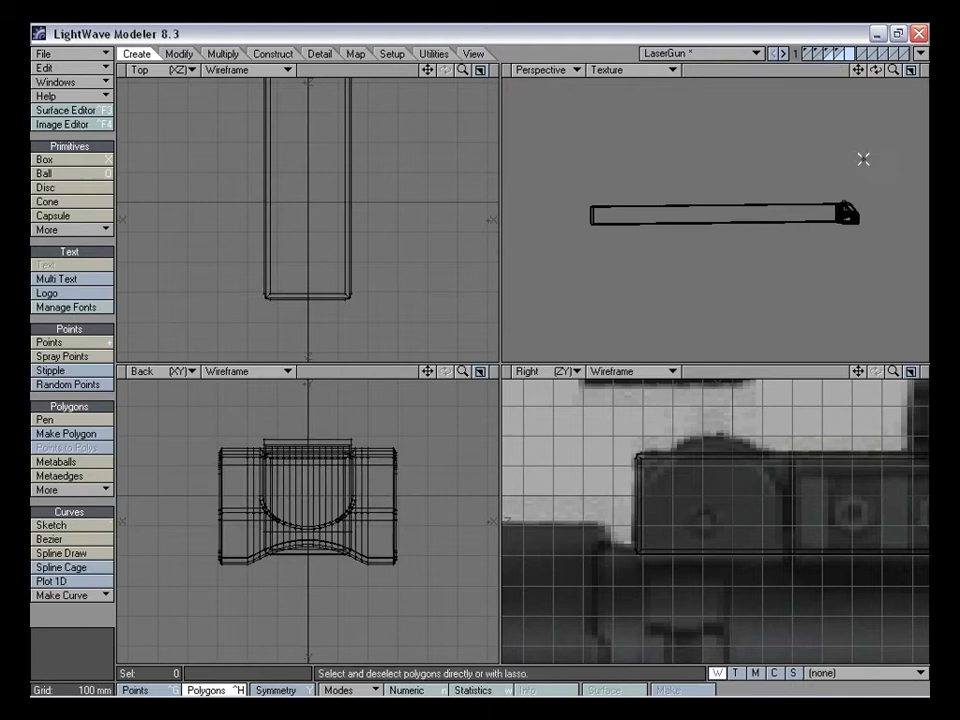 LightWave Modeler 8.3
File
Create Modify Multiply Construct Detail Map Setup Utilities View
LaserGun *
1
Edit
Windows
Help
Surface Editor ^F3
Image Editor ^F4
Top (XZ) Wireframe
Perspective Texture
Primitives
Box X
Ball O
Disc
Cone
Capsule
More
Text
Text
Multi Text
Logo
Manage Fonts
Points
Points +
Spray Points
Stipple
Random Points
Back (XY) Wireframe
Right (ZY) Wireframe
Polygons
Pen
Make Polygon
Points to Polys
Metaballs
Metaedges
More
Curves
Sketch
Bezier
Spline Draw
Spline Cage
Plot 1D
Make Curve
Sel: 0
Select and deselect polygons directly or with lasso.
W T M C S (none)
Grid: 100 mm
Points ^G
Polygons ^H
Symmetry Y
Modes
Numeric n
Statistics w
Info
Surface
Make